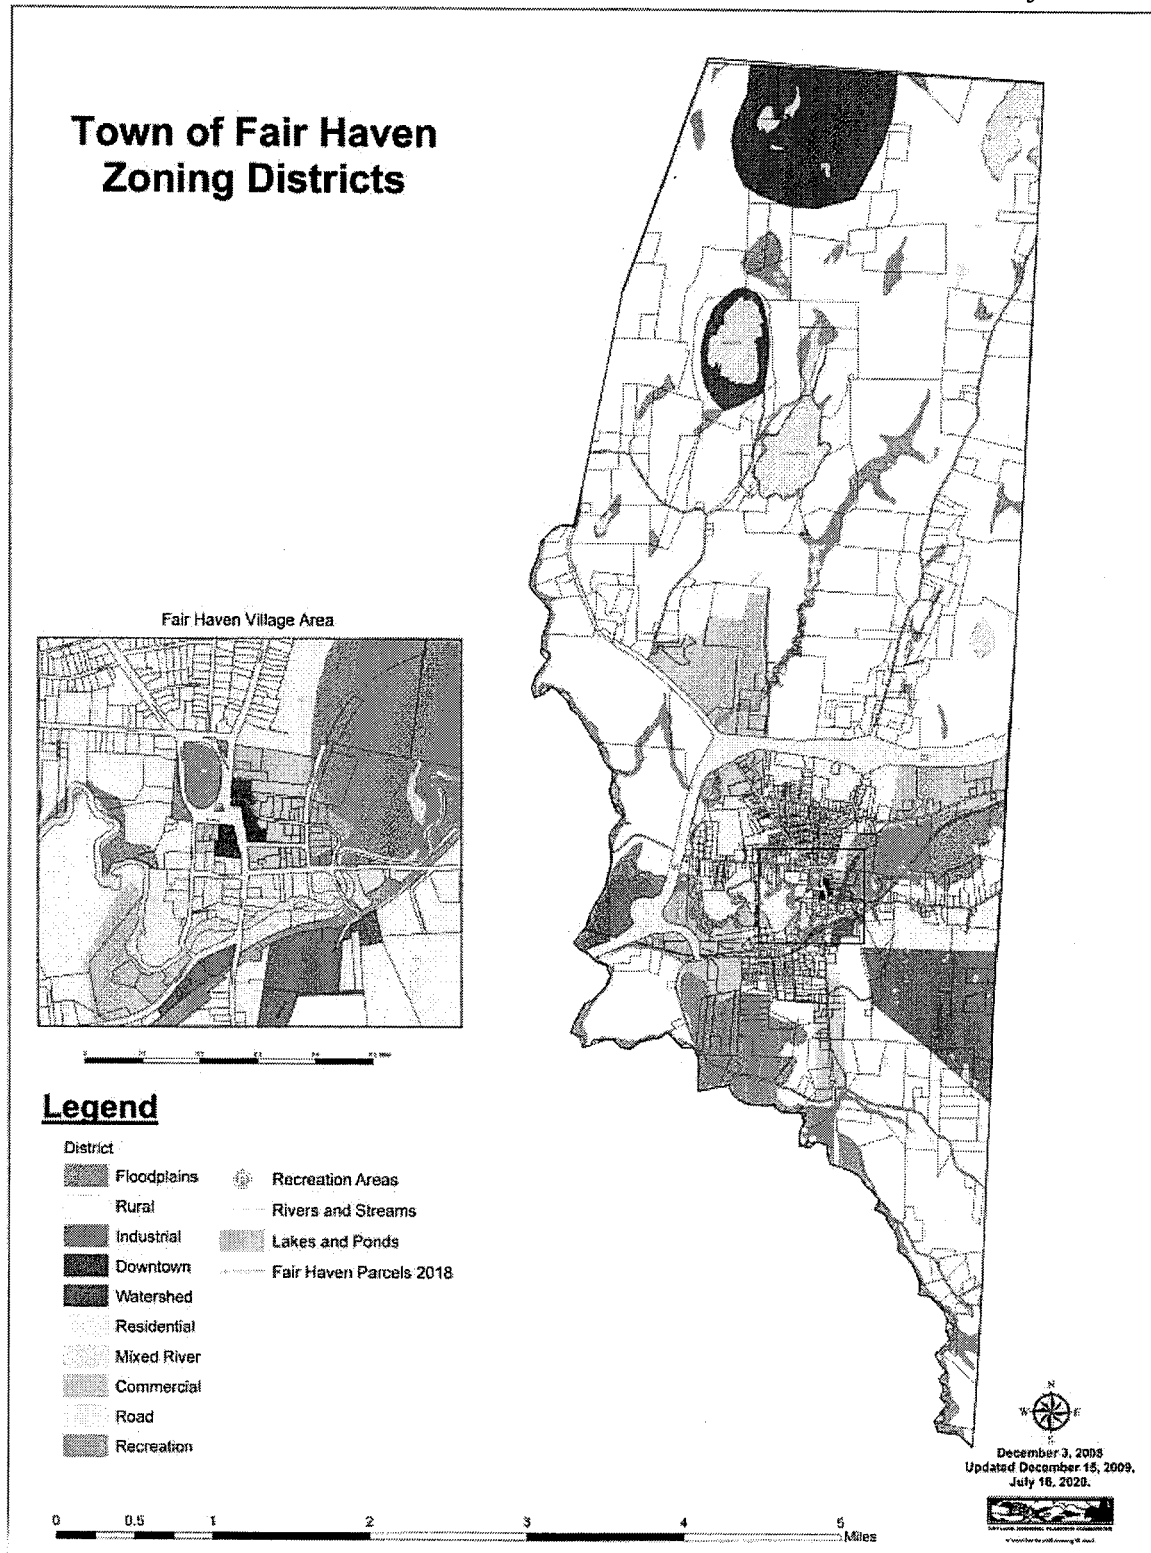 Town of Fair Haven
Zoning Districts
Fair Haven Village Area
Legend
District
Floodplains
Rural
Industrial
Downtown
Watershed
Residential
Mixed River
Commercial
Road
Recreation
Recreation Areas
Rivers and Streams
Lakes and Ponds
Fair Haven Parcels 2018
N
W E
S
December 3, 2008
Updated December 15, 2009,
July 16, 2020.
0 0.5 1 2 3 4 5
Miles